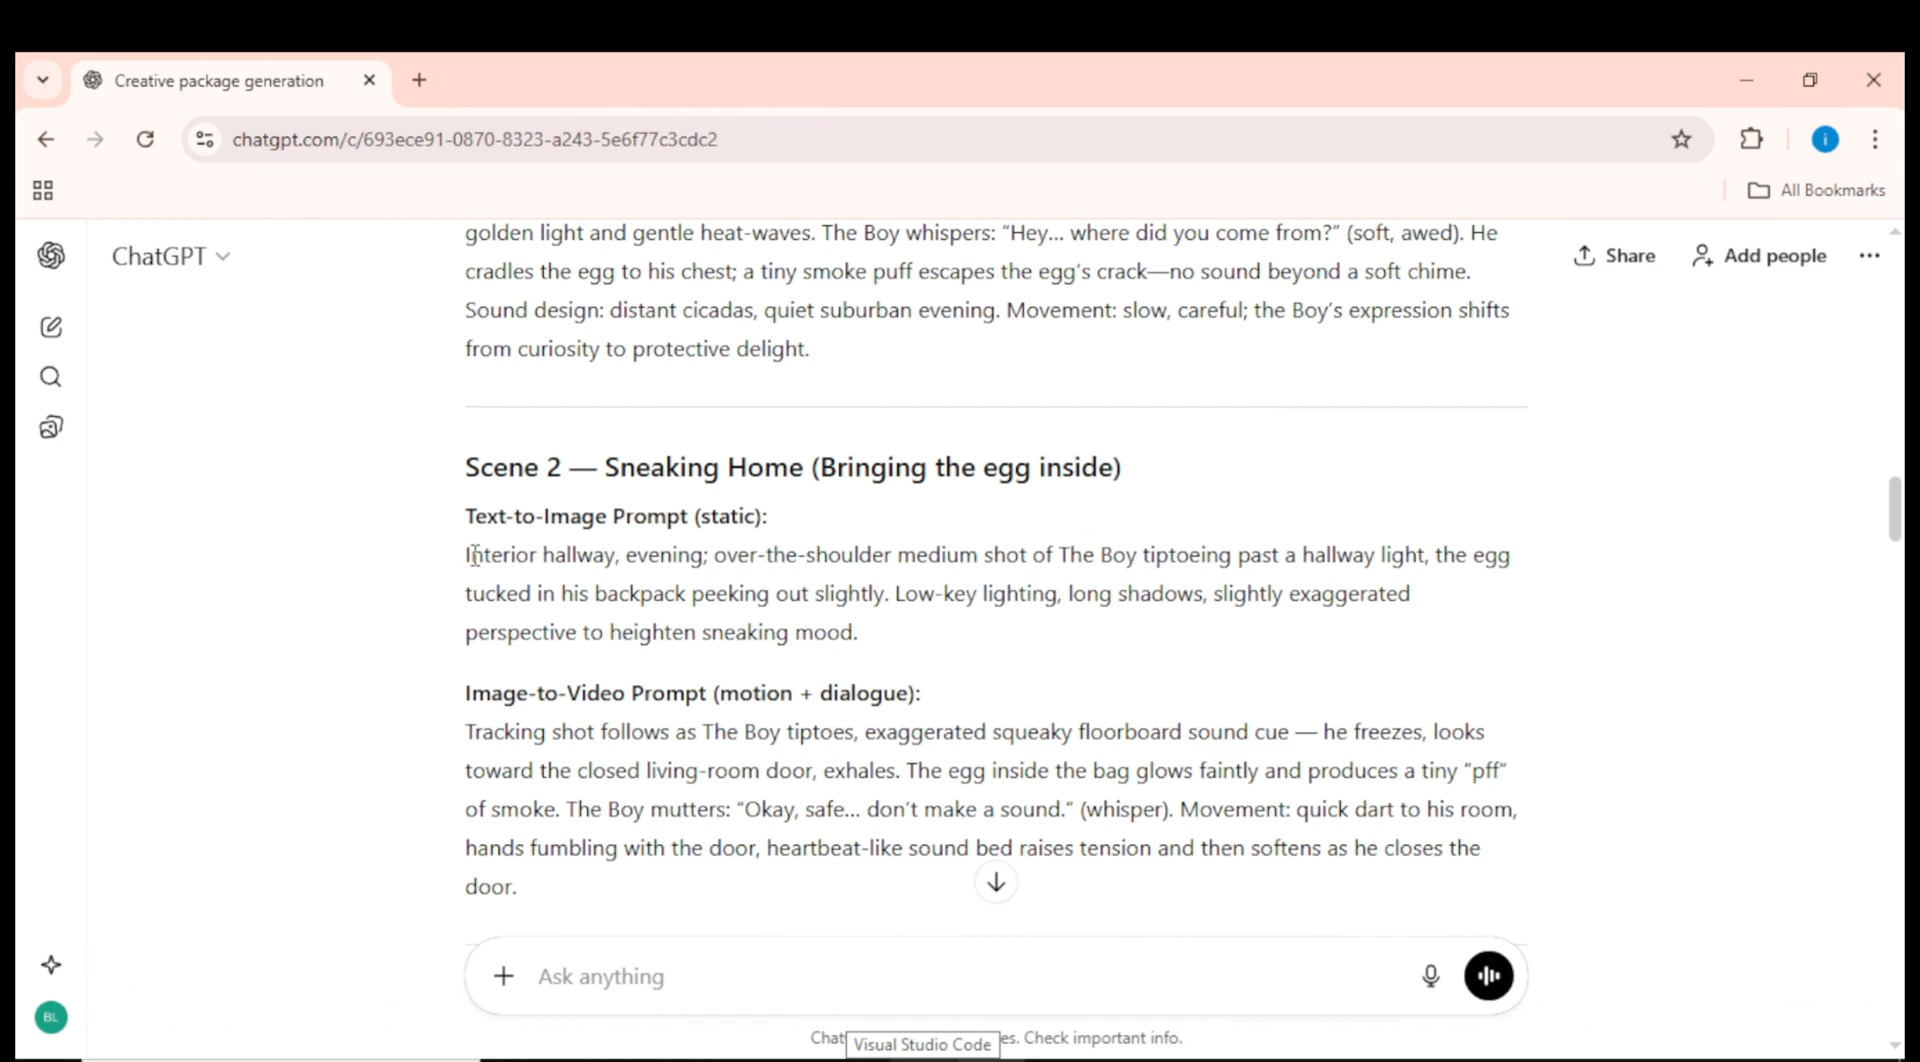 Creative package generation
chatgpt.com/c/693ece91-0870-8323-a243-5e6f77c3cdc2
i
All Bookmarks
ChatGPT
Share
Add people
golden light and gentle heat-waves. The Boy whispers: “Hey... where did you come from?” (soft, awed). He
cradles the egg to his chest; a tiny smoke puff escapes the egg’s crack—no sound beyond a soft chime.
Sound design: distant cicadas, quiet suburban evening. Movement: slow, careful; the Boy’s expression shifts
from curiosity to protective delight.
Scene 2 — Sneaking Home (Bringing the egg inside)
Text-to-Image Prompt (static):
Interior hallway, evening; over-the-shoulder medium shot of The Boy tiptoeing past a hallway light, the egg
tucked in his backpack peeking out slightly. Low-key lighting, long shadows, slightly exaggerated
perspective to heighten sneaking mood.
Image-to-Video Prompt (motion + dialogue):
Tracking shot follows as The Boy tiptoes, exaggerated squeaky floorboard sound cue — he freezes, looks
toward the closed living-room door, exhales. The egg inside the bag glows faintly and produces a tiny “pff”
of smoke. The Boy mutters: “Okay, safe... don’t make a sound.” (whisper). Movement: quick dart to his room,
hands fumbling with the door, heartbeat-like sound bed raises tension and then softens as he closes the
door.
Ask anything
BL
Chat
es. Check important info.
Visual Studio Code